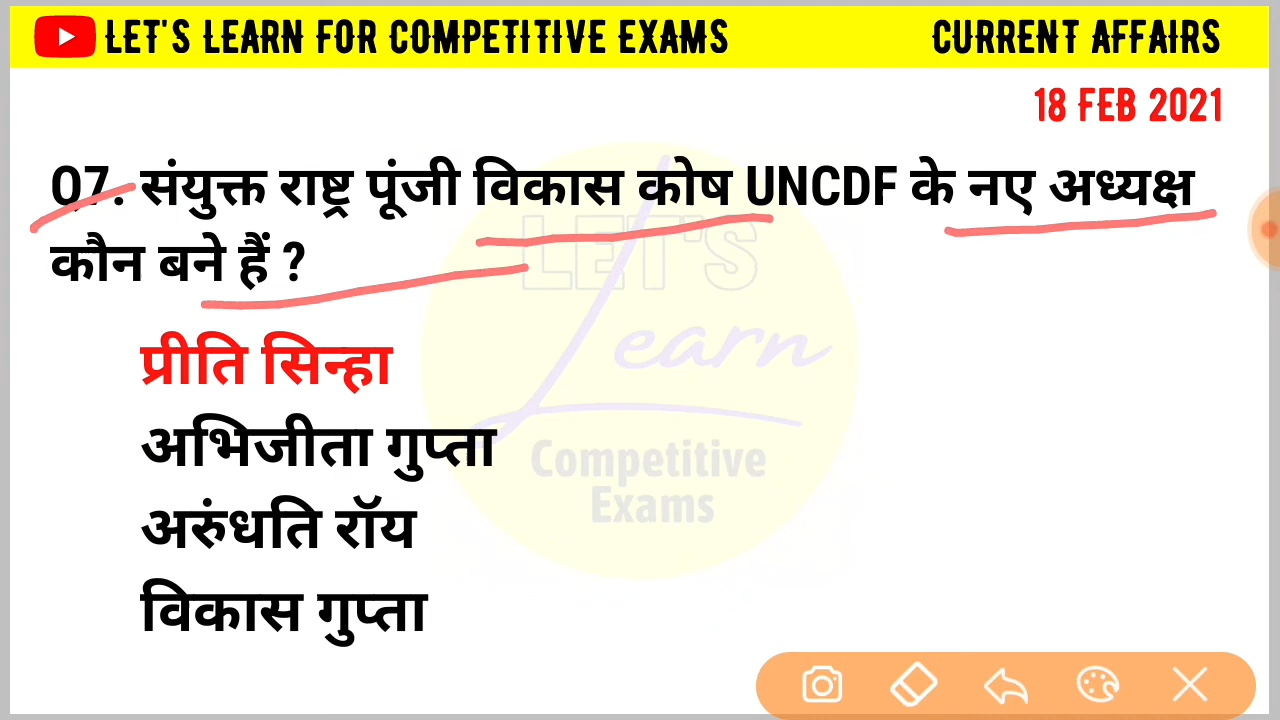 LET'S LEARN FOR COMPETITIVE EXAMS
CURRENT AFFAIRS
18 FEB 2021
Q7. संयुक्त राष्ट्र पूंजी विकास कोष UNCDF के नए अध्यक्ष
कौन बने हैं ?
प्रीति सिन्हा
अभिजीता गुप्ता
अरुंधति रॉय
विकास गुप्ता
LET'S
Learn
Competitive
Exams